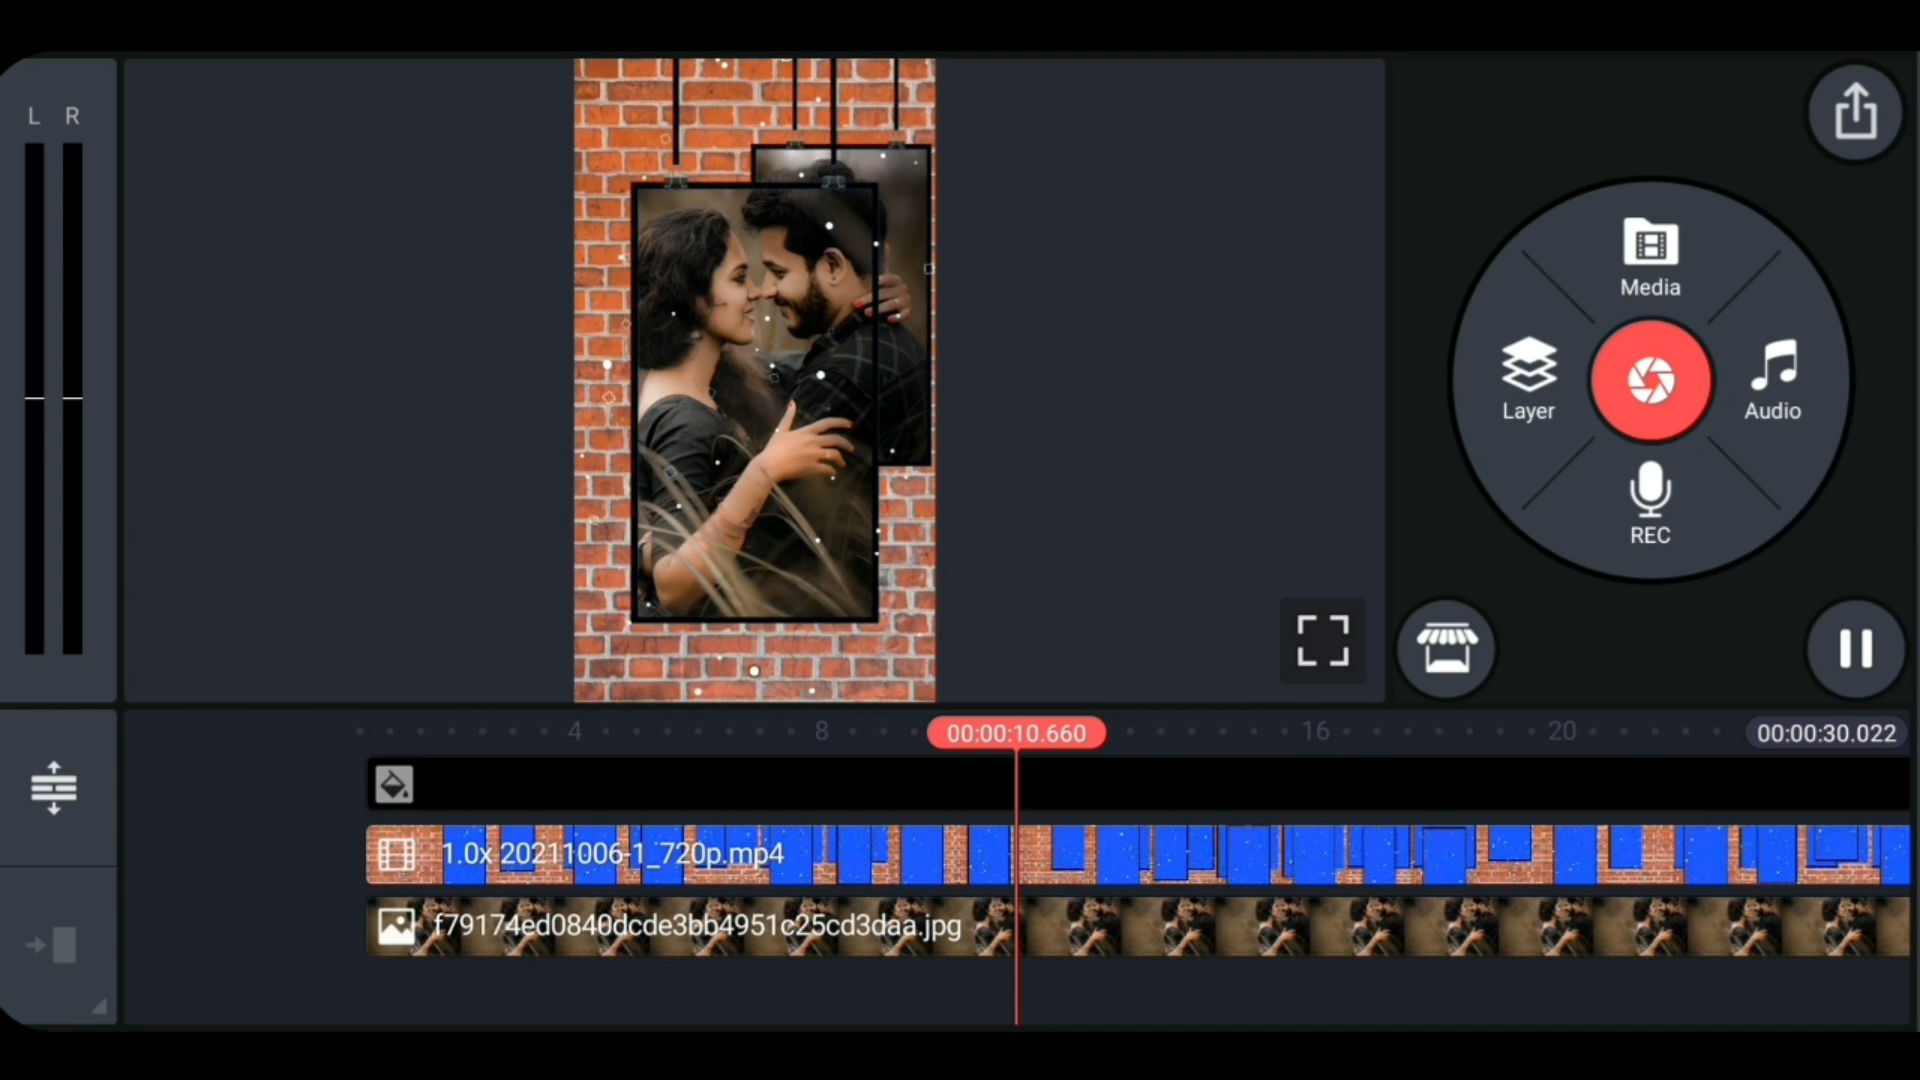 L R
Media
Layer
Audio
REC
4 8 00:00:10.660 16 20 00:00:30.022
1.0x 20211006-1_720p.mp4
f79174ed0840dcde3bb4951c25cd3daa.jpg